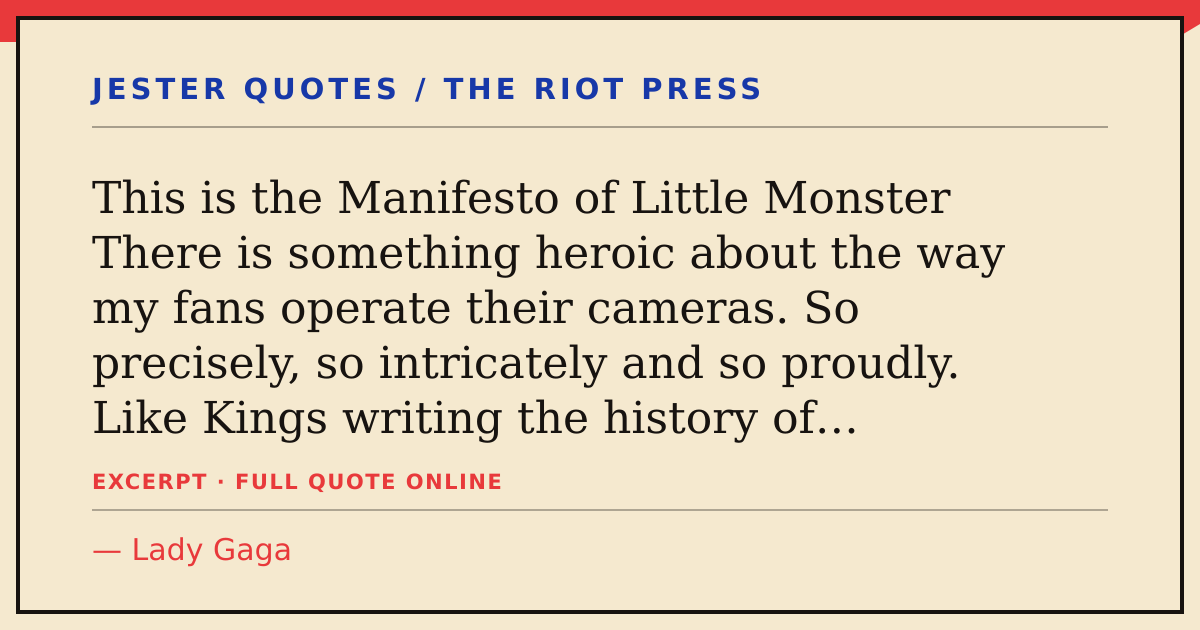 JESTER QUOTES / THE RIOT PRESS
This is the Manifesto of Little Monster
There is something heroic about the way
my fans operate their cameras. So
precisely, so intricately and so proudly.
Like Kings writing the history of…
EXCERPT · FULL QUOTE ONLINE
— Lady Gaga